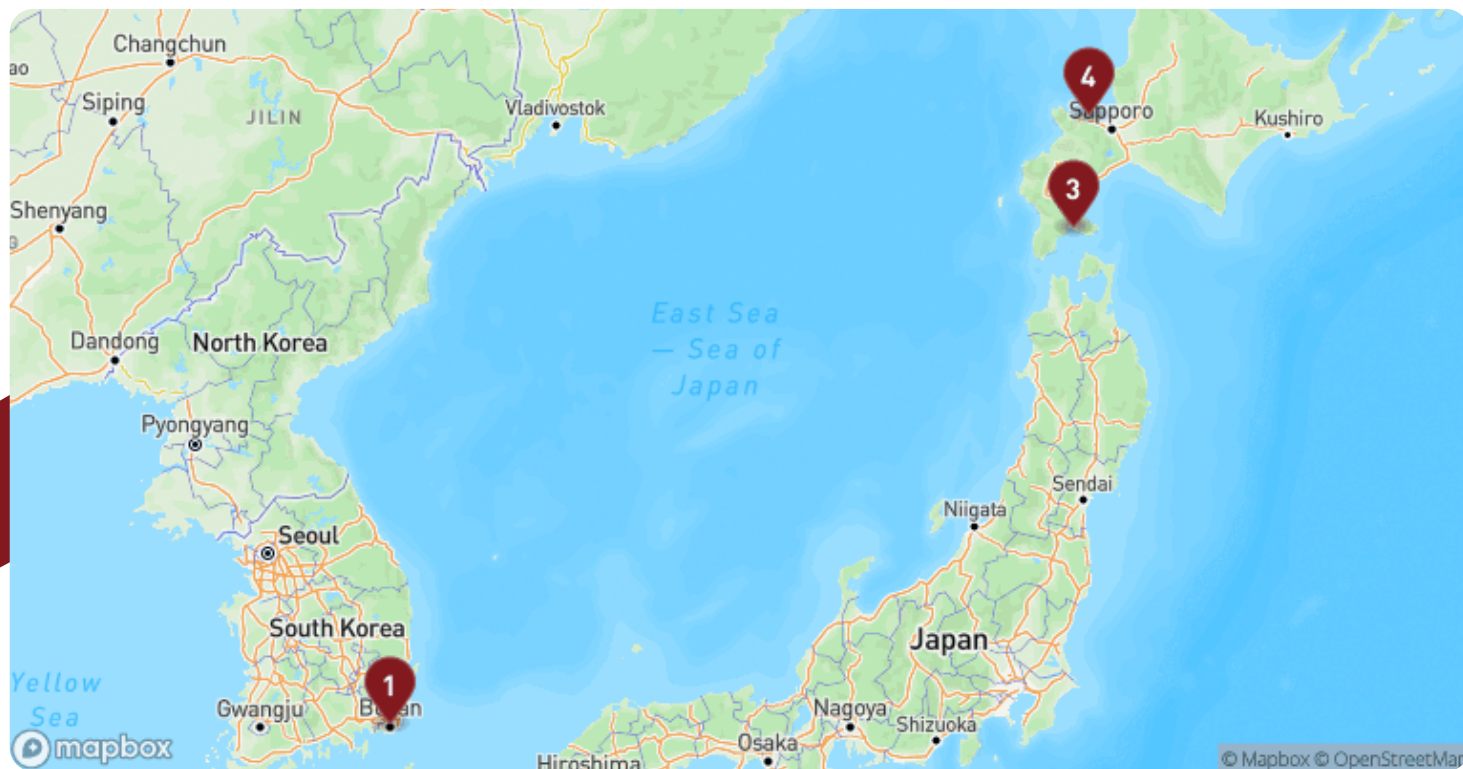 Changchun
ao
Siping
JILIN
Vladivostok
4
Sapporo
Kushiro
3
Shenyang
Dandong
North Korea
East Sea
— Sea of
Japan
Pyongyang
Sendai
Niigata
Seoul
South Korea
Japan
1
Yellow
Sea
Gwangju
Nagoya
Shizuoka
Osaka
Hiroshima
mapbox
© Mapbox © OpenStreetMap